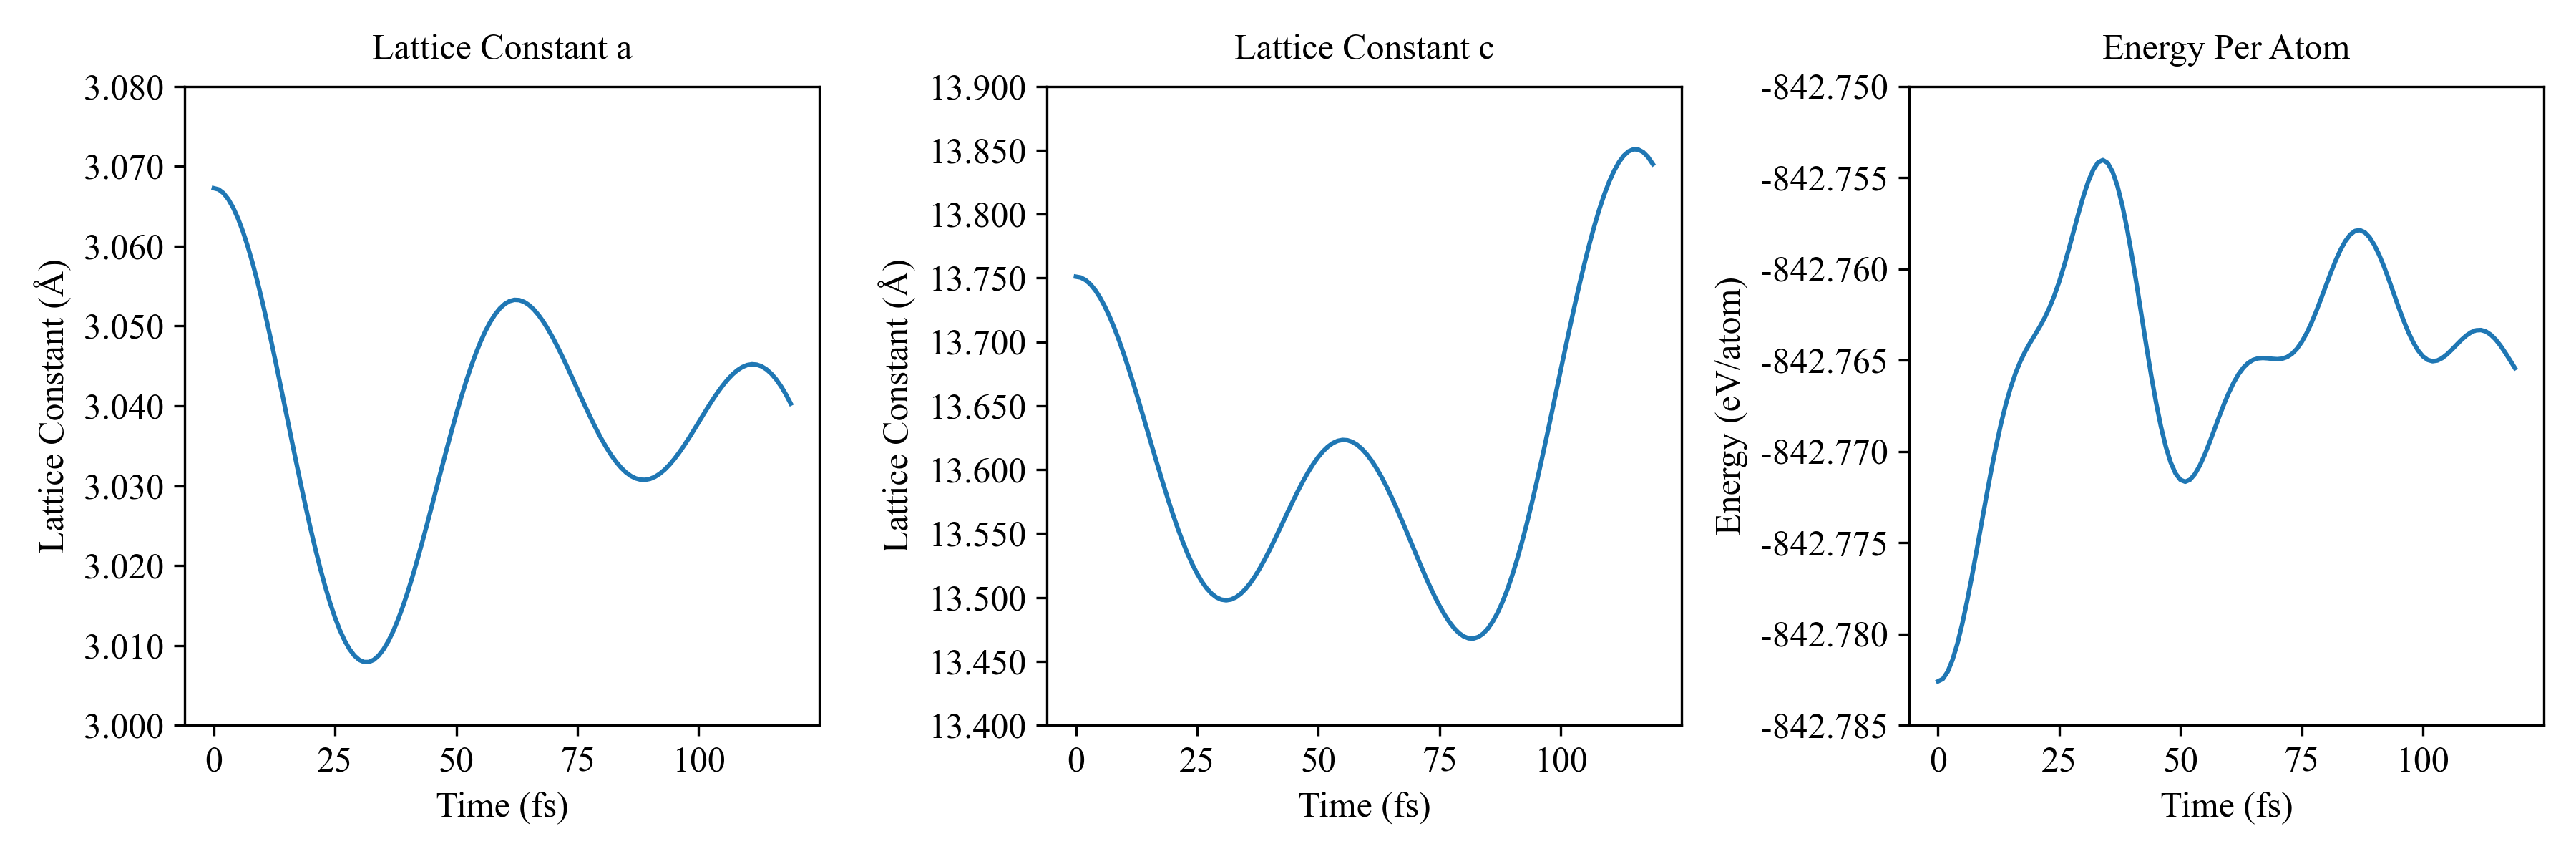 Lattice Constant a
3.080
3.070
3.060
3.050
3.040
3.030
3.020
3.010
3.000
Lattice Constant (Å)
0 25 50 75 100
Time (fs)
Lattice Constant c
13.900
13.850
13.800
13.750
13.700
13.650
13.600
13.550
13.500
13.450
13.400
Lattice Constant (Å)
0 25 50 75 100
Time (fs)
Energy Per Atom
-842.750
-842.755
-842.760
-842.765
-842.770
-842.775
-842.780
-842.785
Energy (eV/atom)
0 25 50 75 100
Time (fs)